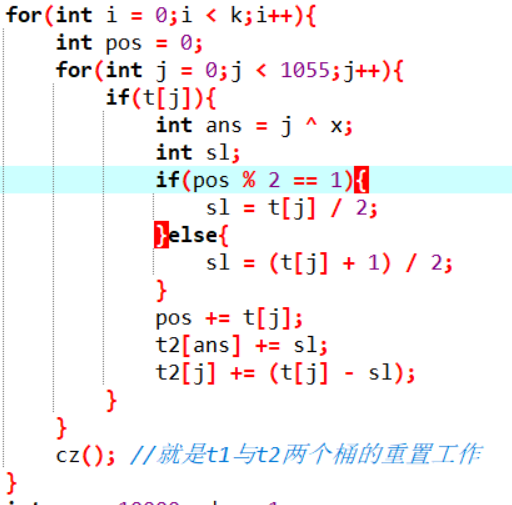 for(int i = 0;i < k;i++){
    int pos = 0;
    for(int j = 0;j < 1055;j++){
        if(t[j]){
            int ans = j ^ x;
            int sl;
            if(pos % 2 == 1){
                sl = t[j] / 2;
            }else{
                sl = (t[j] + 1) / 2;
            }
            pos += t[j];
            t2[ans] += sl;
            t2[j] += (t[j] - sl);
        }
    }
    cz(); //就是t1与t2两个桶的重置工作
}